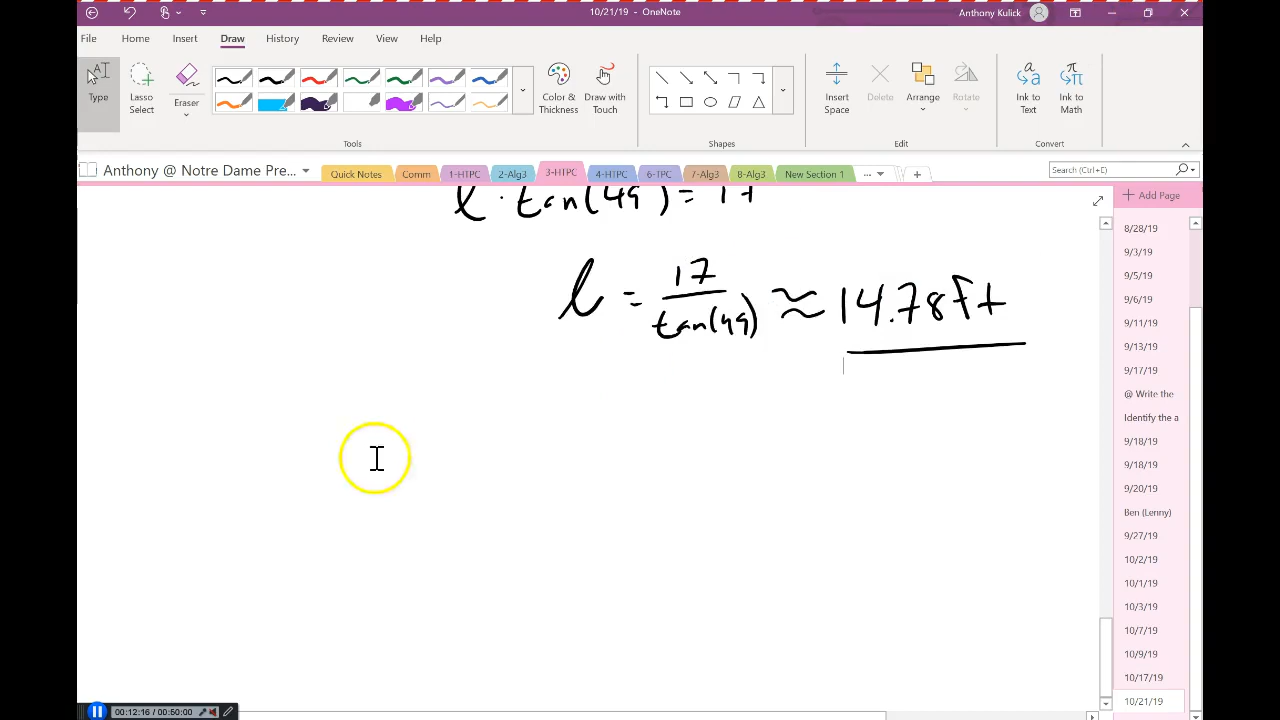 10/21/19 - OneNote
Anthony Kulick
File Home Insert Draw History Review View Help
Type
Lasso Select
Eraser
Color & Thickness
Draw with Touch
Insert Space
Delete
Arrange
Rotate
Ink to Text
Ink to Math
Tools Shapes Edit Convert
Anthony @ Notre Dame Pre...
Quick Notes Comm 1-HTPC 2-Alg3 3-HTPC 4-HTPC 6-TPC 7-Alg3 8-Alg3 New Section 1 ... +
Search (Ctrl+E)
+ Add Page
ℓ · tan(49) = 17
ℓ = 17/tan(49) ≈ 14.78ft
8/28/19
9/3/19
9/5/19
9/6/19
9/11/19
9/13/19
9/17/19
@ Write the
Identify the a
9/18/19
9/18/19
9/20/19
Ben (Lenny)
9/27/19
10/2/19
10/1/19
10/3/19
10/7/19
10/9/19
10/17/19
10/21/19
00:12:16 / 00:50:00